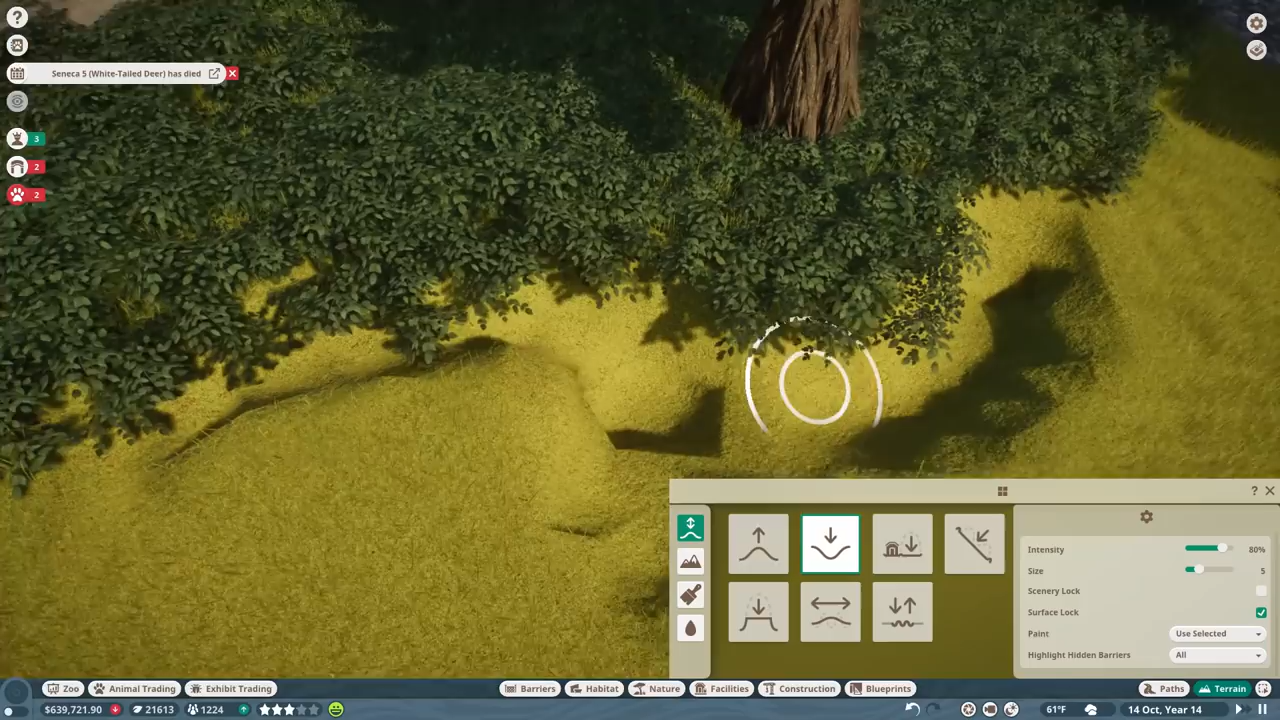 ?
Seneca 5 (White-Tailed Deer) has died
3
2
2
?
Intensity 80%
Size 5
Scenery Lock
Surface Lock
Paint Use Selected
Highlight Hidden Barriers All
Zoo Animal Trading Exhibit Trading Barriers Habitat Nature Facilities Construction Blueprints Paths Terrain
$639,721.90 21613 1224 61°F 14 Oct, Year 14